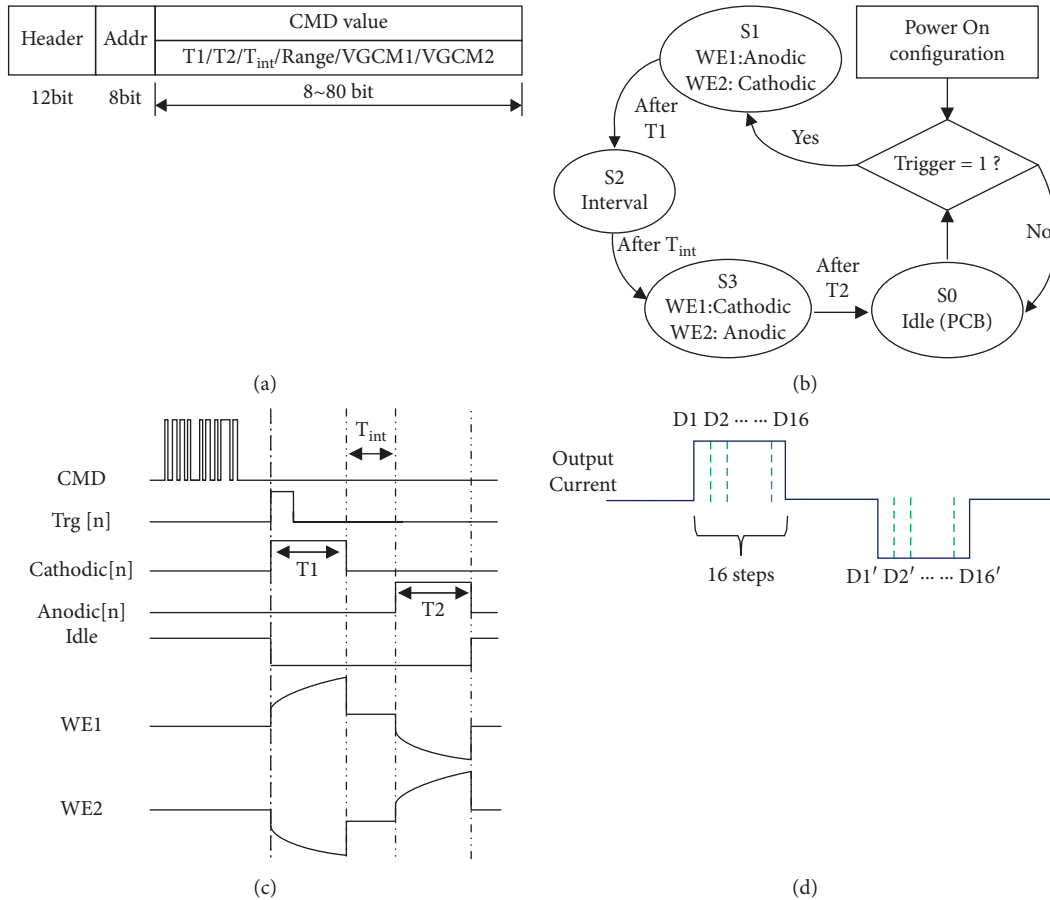 Header
Addr
CMD value
T1/T2/T_int/Range/VGCM1/VGCM2
12bit
8bit
8~80 bit
(a)
S1
WE1:Anodic
WE2: Cathodic
Power On
configuration
After
T1
Yes
Trigger = 1 ?
S2
Interval
No
After T_int
S3
WE1:Cathodic
WE2: Anodic
After
T2
S0
Idle (PCB)
(b)
CMD
T_int
Trg [n]
Cathodic[n]
T1
Anodic[n]
T2
Idle
WE1
WE2
(c)
D1 D2 ... ... D16
Output
Current
16 steps
D1′ D2′ ... ... D16′
(d)